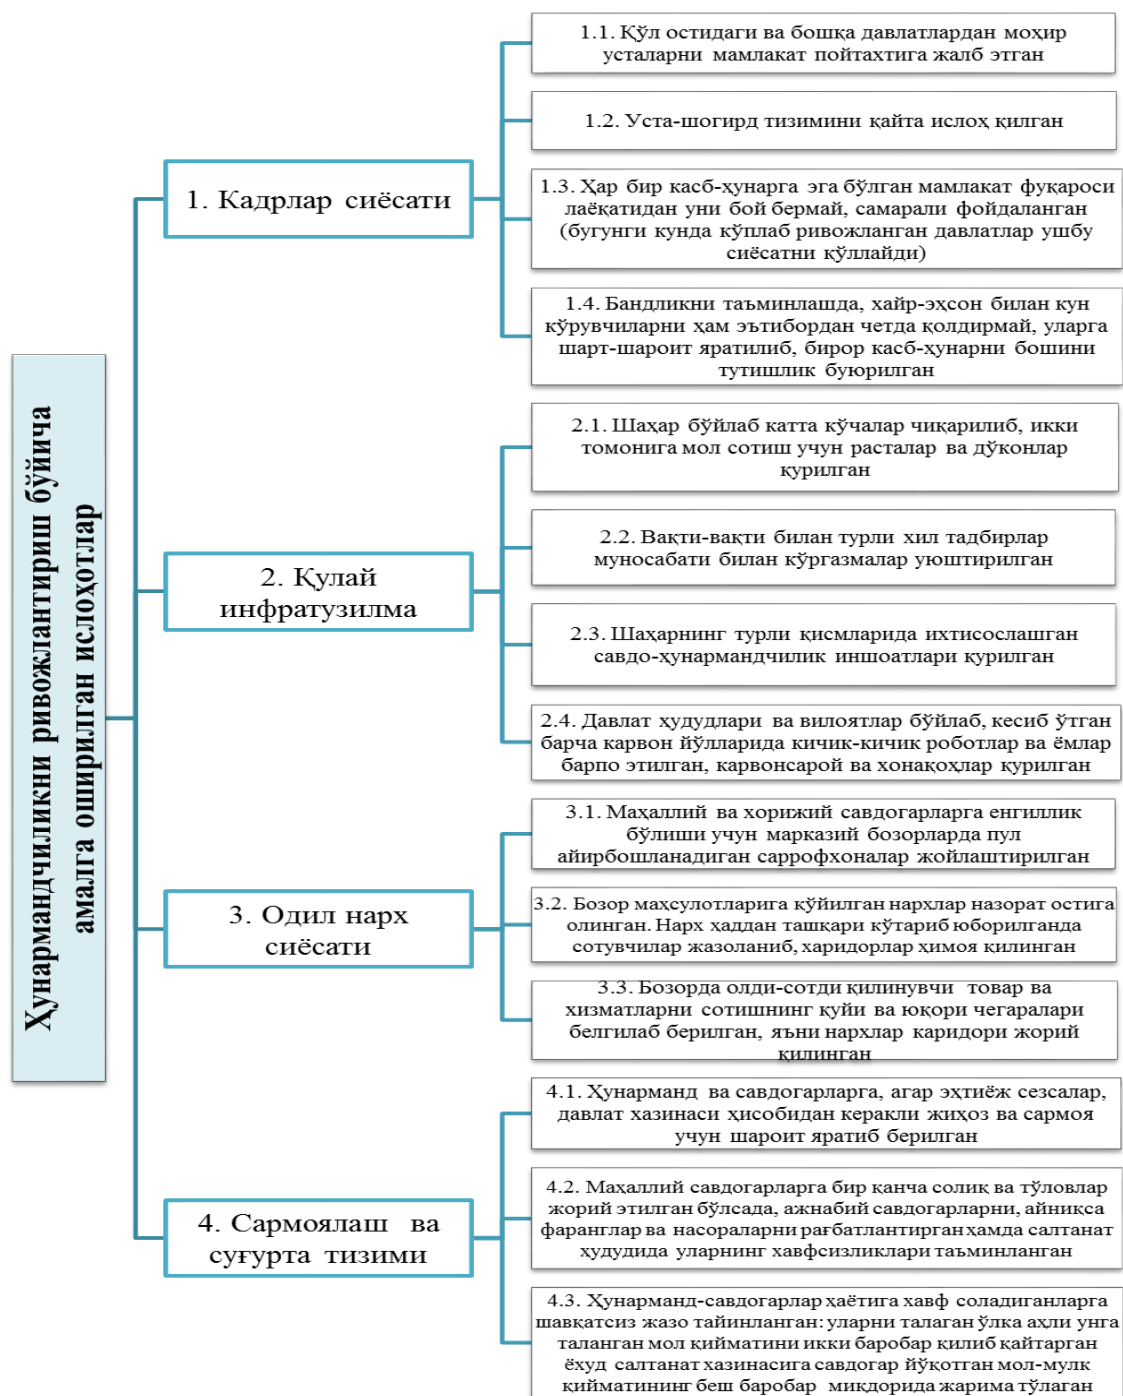 Ҳунармандчиликни ривожлантириш бўйича
амалга оширилган ислоҳотлар
1. Кадрлар сиёсати
1.1. Қўл остидаги ва бошқа давлатлардан моҳир
усталарни мамлакат пойтахтига жалб этган
1.2. Уста-шогирд тизимини қайта ислоҳ қилган
1.3. Ҳар бир касб-ҳунарга эга бўлган мамлакат фуқароси
лаёқатидан уни бой бермай, самарали фойдаланган
(бугунги кунда кўплаб ривожланган давлатлар ушбу
сиёсатни қўллайди)
1.4. Бандликни таъминлашда, хайр-эҳсон билан кун
кўрувчиларни ҳам эътибордан четда қолдирмай, уларга
шарт-шароит яратилиб, бирор касб-ҳунарни бошини
тутишлик буюрилган
2. Қулай
инфратузилма
2.1. Шаҳар бўйлаб катта кўчалар чиқарилиб, икки
томонига мол сотиш учун расталар ва дўконлар
қурилган
2.2. Вақти-вақти билан турли хил тадбирлар
муносабати билан кўргазмалар уюштирилган
2.3. Шаҳарнинг турли қисмларида ихтисослашган
савдо-ҳунармандчилик иншоатлари қурилган
2.4. Давлат ҳудудлари ва вилоятлар бўйлаб, кесиб ўтган
барча карвон йўлларида кичик-кичик роботлар ва ёмлар
барпо этилган, карвонсарой ва хонақоҳлар қурилган
3. Одил нарх
сиёсати
3.1. Маҳаллий ва хорижий савдогарларга енгиллик
бўлиши учун марказий бозорларда пул
айирбошланадиган саррофхоналар жойлаштирилган
3.2. Бозор маҳсулотларига қўйилган нархлар назорат остига
олинган. Нарх ҳаддан ташқари кўтариб юборилганда
сотувчилар жазоланиб, харидорлар ҳимоя қилинган
3.3. Бозорда олди-сотди қилинувчи товар ва
хизматларни сотишнинг қуйи ва юқори чегаралари
белгилаб берилган, яъни нархлар каридори жорий
қилинган
4. Сармоялаш ва
суғурта тизими
4.1. Ҳунарманд ва савдогарларга, агар эҳтиёж сезсалар,
давлат хазинаси ҳисобидан керакли жиҳоз ва сармоя
учун шароит яратиб берилган
4.2. Маҳаллий савдогарларга бир қанча солиқ ва тўловлар
жорий этилган бўлсада, ажнабий савдогарларни, айниқса
фаранглар ва насораларни рағбатлантирган ҳамда салтанат
ҳудудида уларнинг хавфсизликлари таъминланган
4.3. Ҳунарманд-савдогарлар ҳаётига хавф соладиганларга
шавқатсиз жазо тайинланган: уларни талаган ўлка аҳли унга
таланган мол қийматини икки баробар қилиб қайтарган
ёхуд салтанат хазинасига савдогар йўқотган мол-мулк
қийматининг беш баробар миқдорида жарима тўлаган